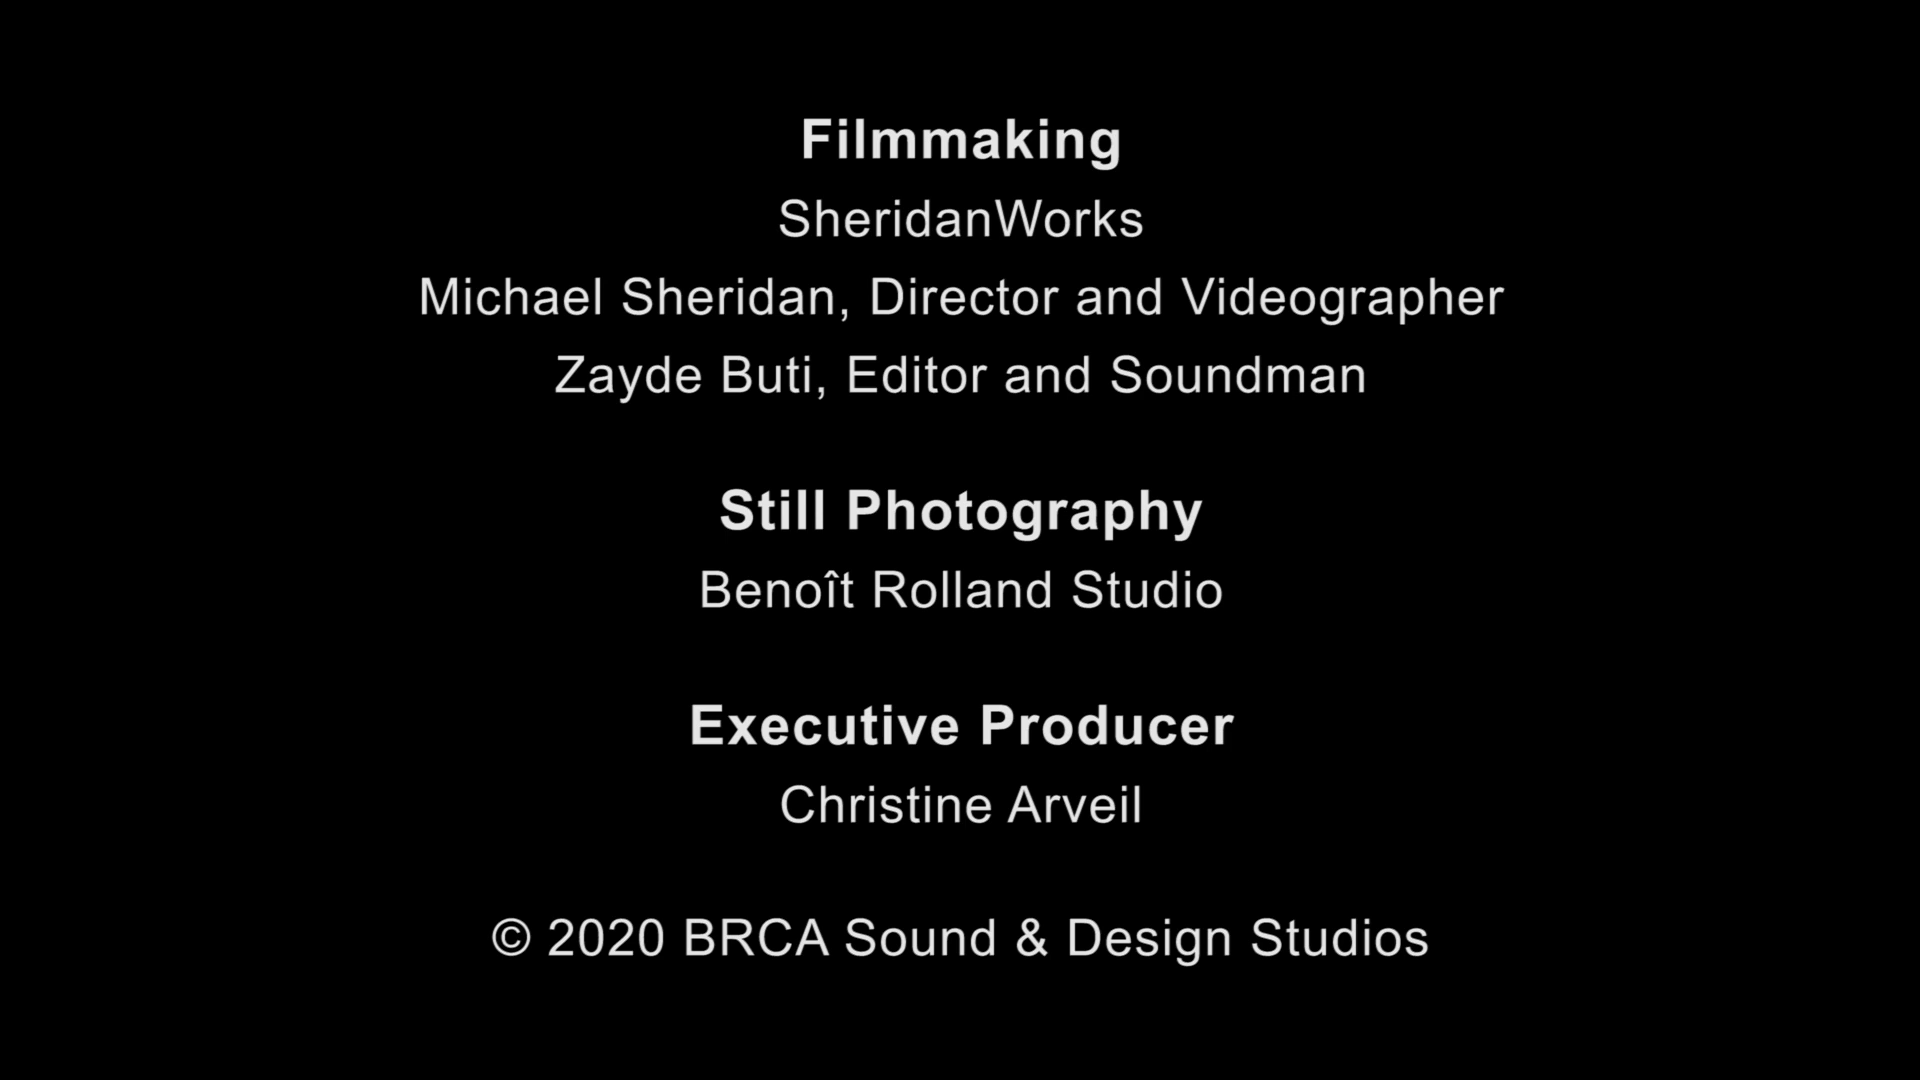 Filmmaking
SheridanWorks
Michael Sheridan, Director and Videographer
Zayde Buti, Editor and Soundman
Still Photography
Benoît Rolland Studio
Executive Producer
Christine Arveil
© 2020 BRCA Sound & Design Studios